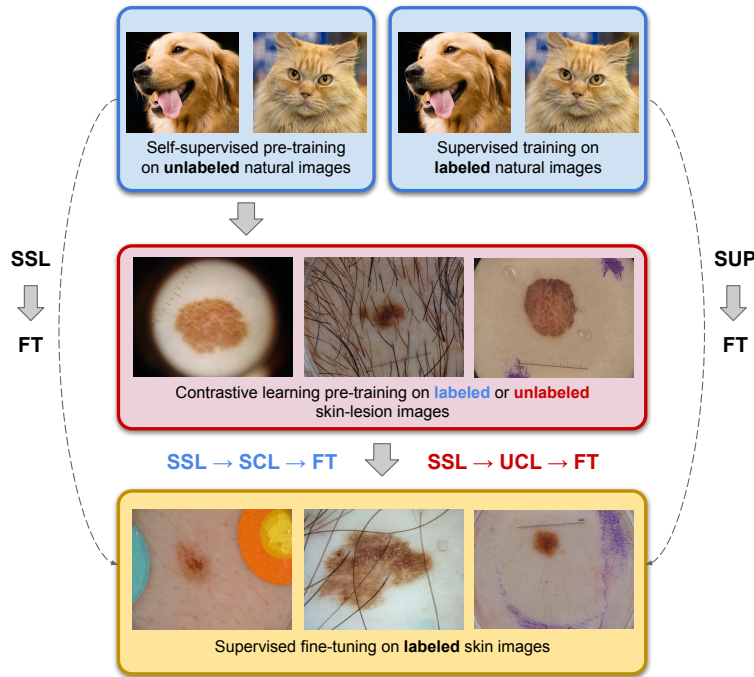 Self-supervised pre-training
on unlabeled natural images
Supervised training on
labeled natural images
SSL
FT
SUP
FT
Contrastive learning pre-training on labeled or unlabeled
skin-lesion images
SSL → SCL → FT
SSL → UCL → FT
Supervised fine-tuning on labeled skin images